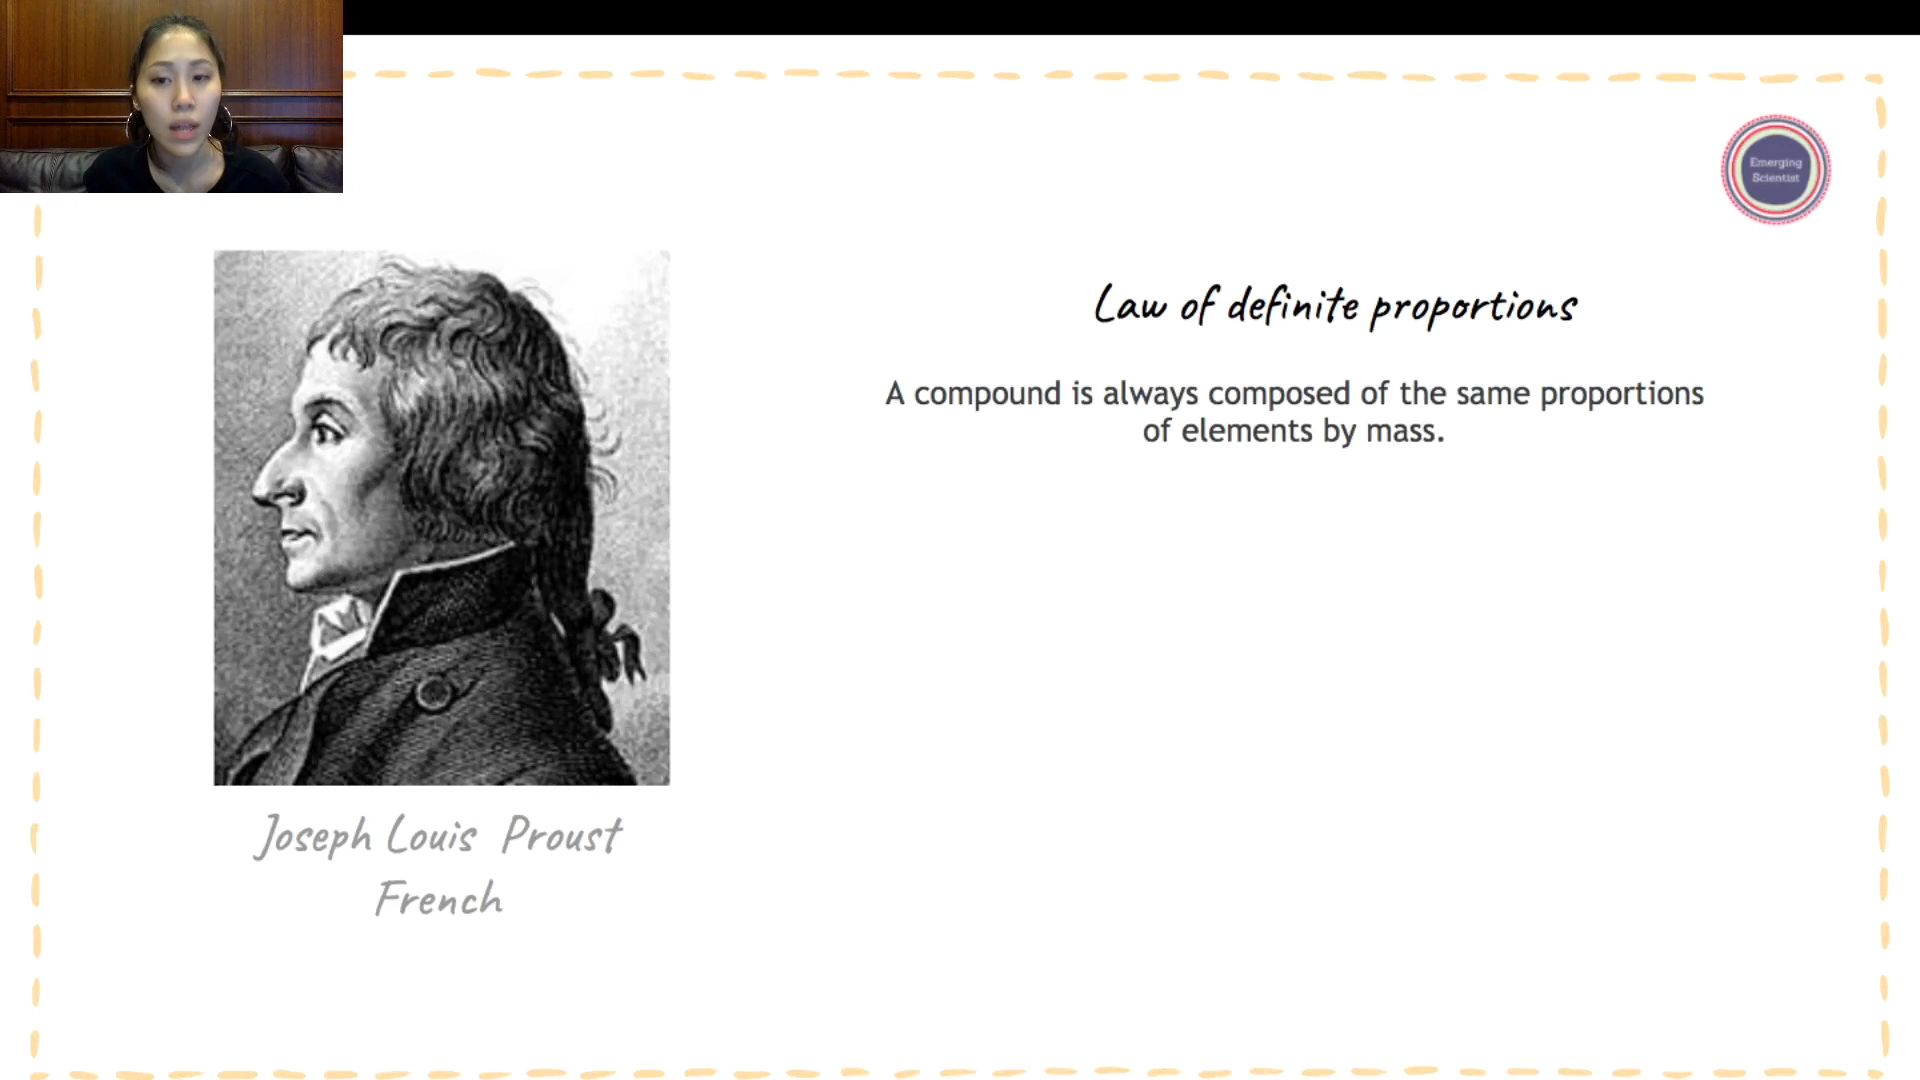 Emerging
Scientist
Law of definite proportions
A compound is always composed of the same proportions
of elements by mass.
Joseph Louis Proust
French